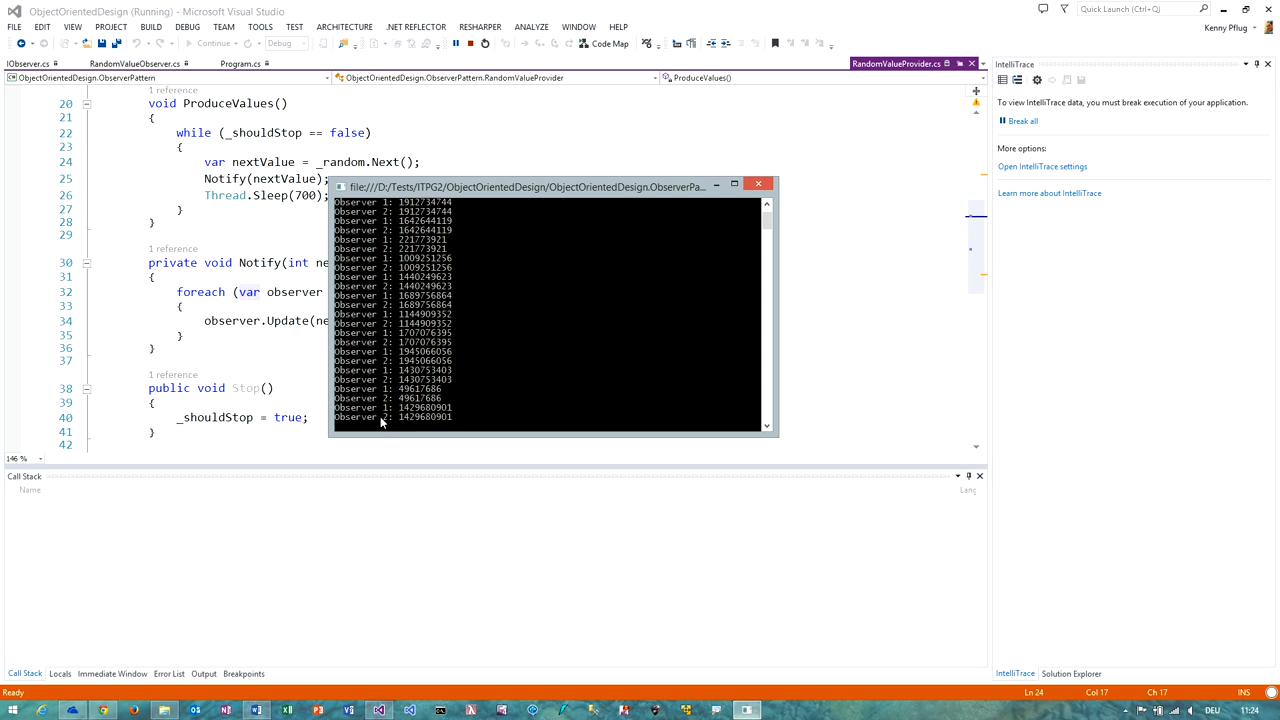 ObjectOrientedDesign (Running) - Microsoft Visual Studio
Quick Launch (Ctrl+Q)
FILE EDIT VIEW PROJECT BUILD DEBUG TEAM TOOLS TEST .NET REFLECTOR RESHARPER ANALYZE WINDOW HELP
Kenny Pflug
Continue Debug Code Map
IObserver.cs RandomValueObserver.cs Program.cs RandomValueProvider.cs
ObjectOrientedDesign.ObserverPattern ObjectOrientedDesign.ObserverPattern.RandomValueProvider ProduceValues()
1 reference
20 void ProduceValues()
21 {
22 while (_shouldStop == false)
23 {
24 var nextValue = _random.Next();
25 Notify(nextValue);
26 Thread.Sleep(700);
27 }
28 }
29
1 reference
30 private void Notify(int ne
31 {
32 foreach (var server
33 {
34 observer.Update(ne
35 }
36 }
37
38 public void Stop()
39 {
40 _shouldStop = true;
41 }
42
146 %
file:///D:/Tests/ITPG2/ObjectOrientedDesign/ObjectOrientedDesign.ObserverPa...
Observer 1: 1912734744
Observer 2: 1912734744
Observer 1: 1642644119
Observer 2: 1642644119
Observer 1: 221773921
Observer 2: 221773921
Observer 1: 1009251256
Observer 2: 1009251256
Observer 1: 1440249623
Observer 2: 1440249623
Observer 1: 1689756864
Observer 2: 1689756864
Observer 1: 1144909352
Observer 2: 1144909352
Observer 1: 1707076395
Observer 2: 1707076395
Observer 1: 1945066056
Observer 2: 1945066056
Observer 1: 1430753403
Observer 2: 1430753403
Observer 1: 49617686
Observer 2: 49617686
Observer 1: 1429680901
Observer 2: 1429680901
IntelliTrace
To view IntelliTrace data, you must break execution of your application.
Break all
More options:
Open IntelliTrace settings
Learn more about IntelliTrace
Call Stack
Name Lang
Call Stack Locals Immediate Window Error List Output Breakpoints
IntelliTrace Solution Explorer
Ready Ln 24 Col 17 Ch 17 INS
DEU 11:24